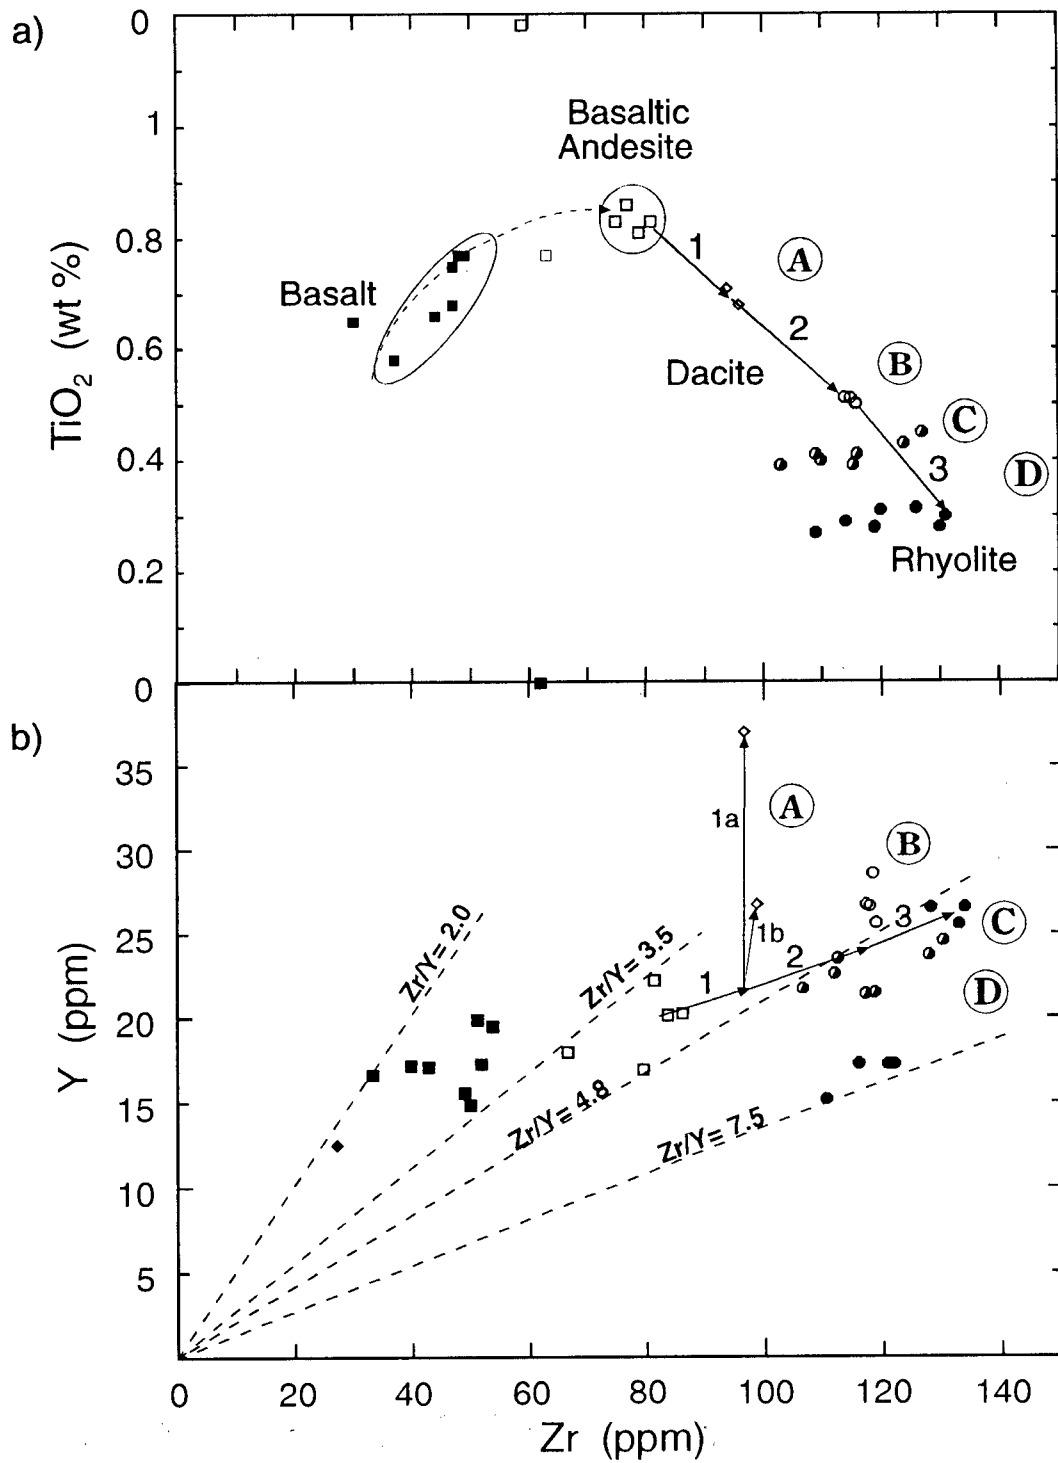 a)
0
1
0.8
0.6
0.4
0.2
0
TiO2 (wt %)
Basaltic
Andesite
Basalt
1
A
2
Dacite
B
C
3
D
Rhyolite
b)
35
30
25
20
15
10
5
Y (ppm)
A
1a
B
Zr/Y= 2.0
Zr/Y= 3.5
1b
3
C
2
1
D
Zr/Y= 4.8
Zr/Y= 7.5
0 20 40 60 80 100 120 140
Zr (ppm)